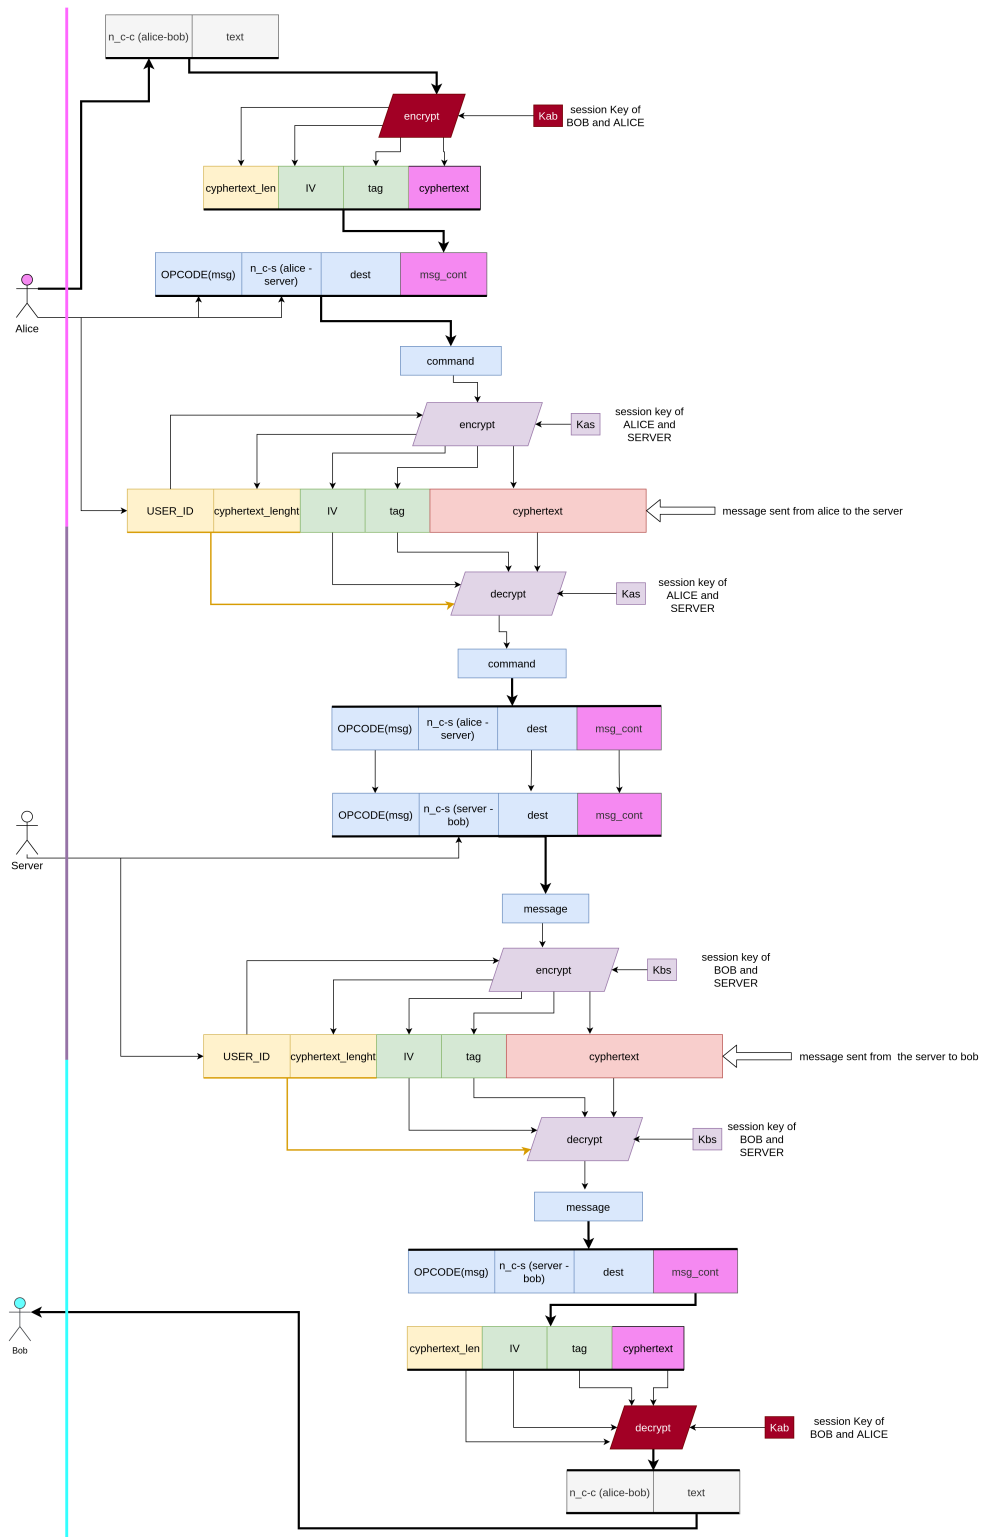 n_c-c (alice-bob)
text
encrypt
Kab
session Key of
BOB and ALICE
cyphertext_len
IV
tag
cyphertext
OPCODE(msg)
n_c-s (alice -
server)
dest
msg_cont
Alice
command
encrypt
Kas
session key of
ALICE and
SERVER
USER_ID
cyphertext_lenght
IV
tag
cyphertext
message sent from alice to the server
decrypt
Kas
session key of
ALICE and
SERVER
command
OPCODE(msg)
n_c-s (alice -
server)
dest
msg_cont
OPCODE(msg)
n_c-s (server -
bob)
dest
msg_cont
Server
message
encrypt
Kbs
session key of
BOB and
SERVER
USER_ID
cyphertext_lenght
IV
tag
cyphertext
message sent from  the server to bob
decrypt
Kbs
session key of
BOB and
SERVER
message
OPCODE(msg)
n_c-s (server -
bob)
dest
msg_cont
Bob
cyphertext_len
IV
tag
cyphertext
decrypt
Kab
session Key of
BOB and ALICE
n_c-c (alice-bob)
text